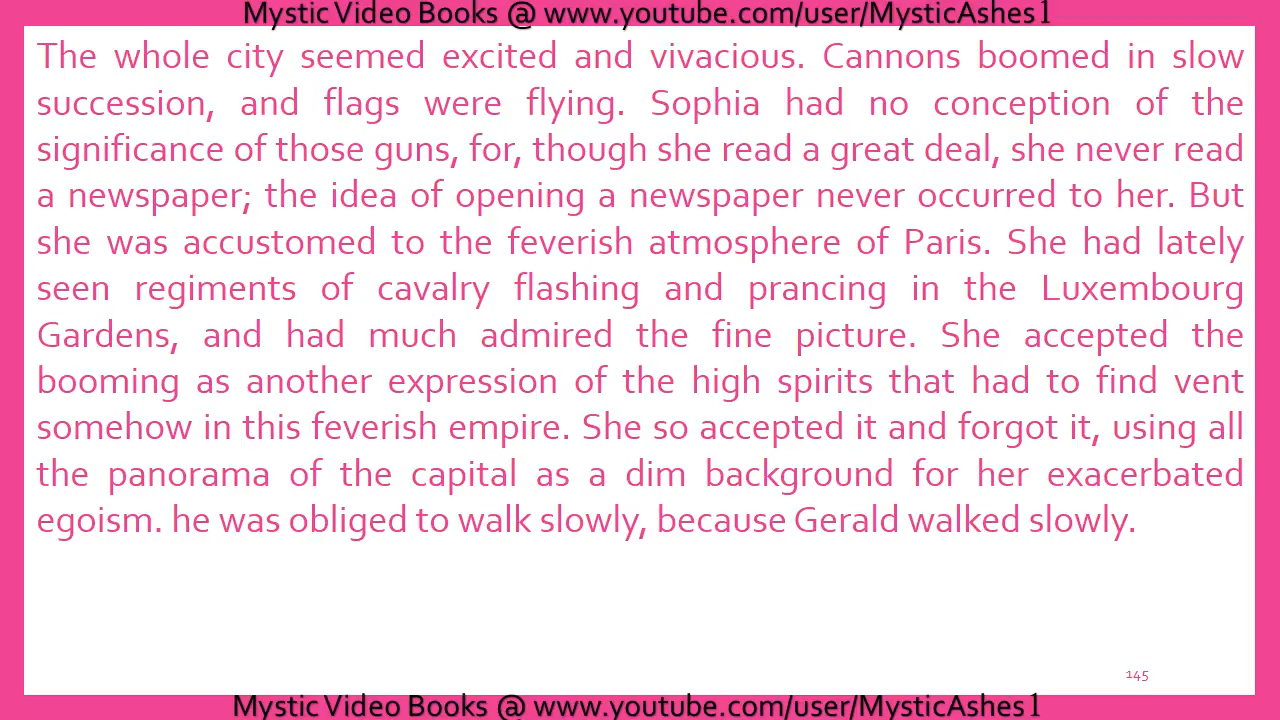 Mystic Video Books @ www.youtube.com/user/MysticAshes1
The whole city seemed excited and vivacious. Cannons boomed in slow
succession, and flags were flying. Sophia had no conception of the
significance of those guns, for, though she read a great deal, she never read
a newspaper; the idea of opening a newspaper never occurred to her. But
she was accustomed to the feverish atmosphere of Paris. She had lately
seen regiments of cavalry flashing and prancing in the Luxembourg
Gardens, and had much admired the fine picture. She accepted the
booming as another expression of the high spirits that had to find vent
somehow in this feverish empire. She so accepted it and forgot it, using all
the panorama of the capital as a dim background for her exacerbated
egoism. he was obliged to walk slowly, because Gerald walked slowly.
145
Mystic Video Books @ www.youtube.com/user/MysticAshes1